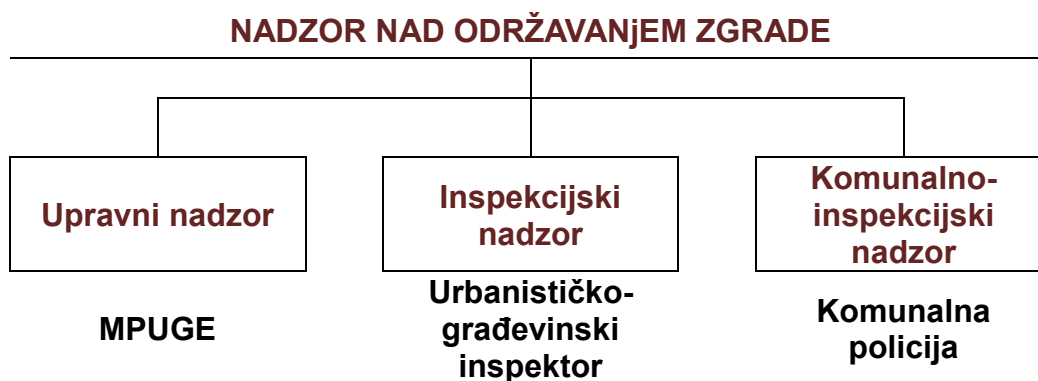 NADZOR NAD ODRŽAVANjEM ZGRADE
Upravni nadzor
MPUGE
Inspekcijski
nadzor
Urbanističko-
građevinski
inspektor
Komunalno-
inspekcijski
nadzor
Komunalna
policija